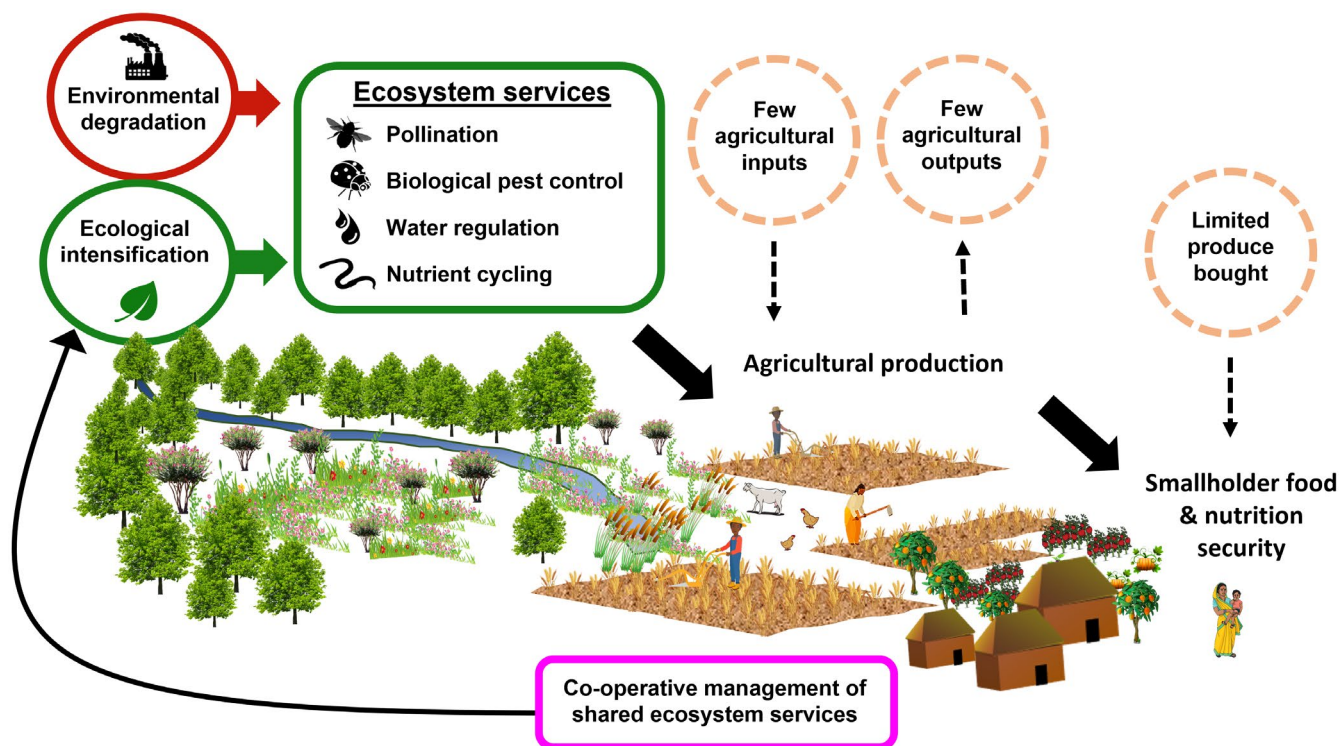 Environmental
degradation
Ecological
intensification
Ecosystem services
Pollination
Biological pest control
Water regulation
Nutrient cycling
Few
agricultural
inputs
Few
agricultural
outputs
Limited
produce
bought
Agricultural production
Smallholder food
& nutrition
security
Co-operative management of
shared ecosystem services